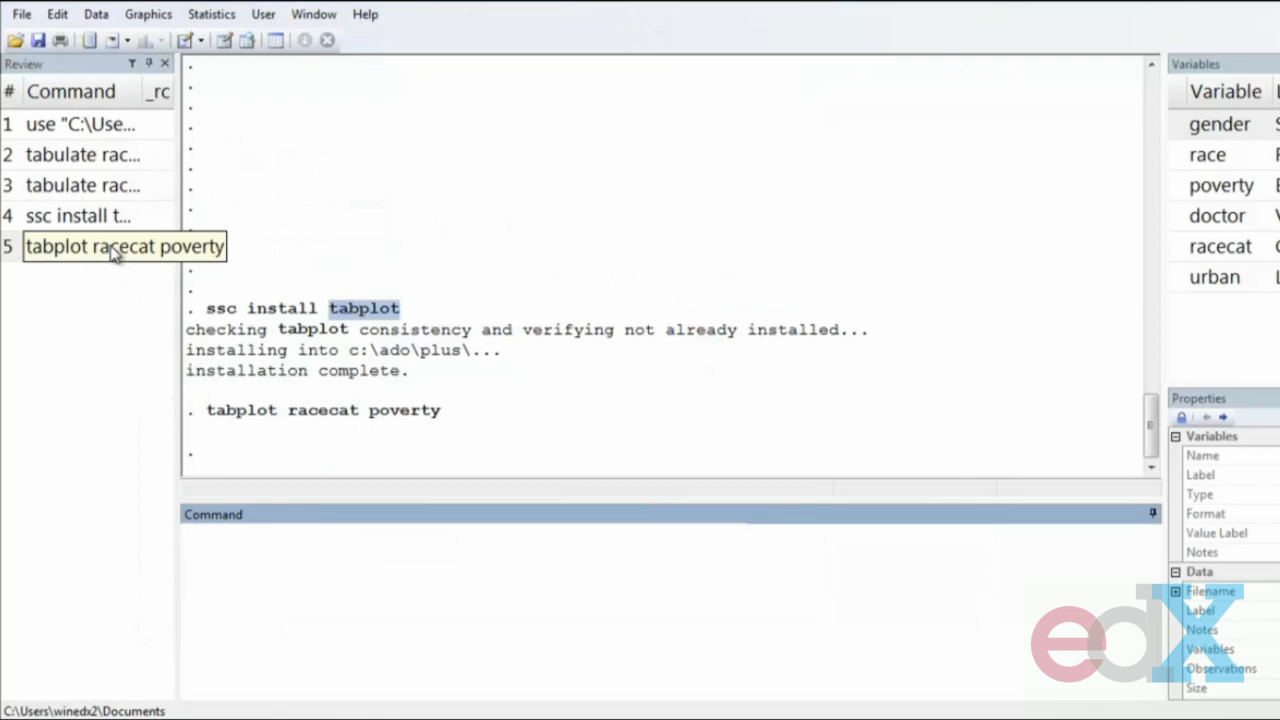 File Edit Data Graphics Statistics User Window Help
Review
# Command _rc
1 use "C:\Use...
2 tabulate rac...
3 tabulate rac...
4 ssc install t...
5 tabplot racecat poverty
.
.
.
.
.
.
.
.
.
.
. ssc install tabplot
checking tabplot consistency and verifying not already installed...
installing into c:\ado\plus\...
installation complete.
. tabplot racecat poverty
.
Command
Variables
Variable
gender
race
poverty
doctor
racecat
urban
Properties
Variables
Name
Label
Type
Format
Value Label
Notes
Data
Filename
Label
Notes
Variables
Observations
Size
edX
C:\Users\winedx2\Documents